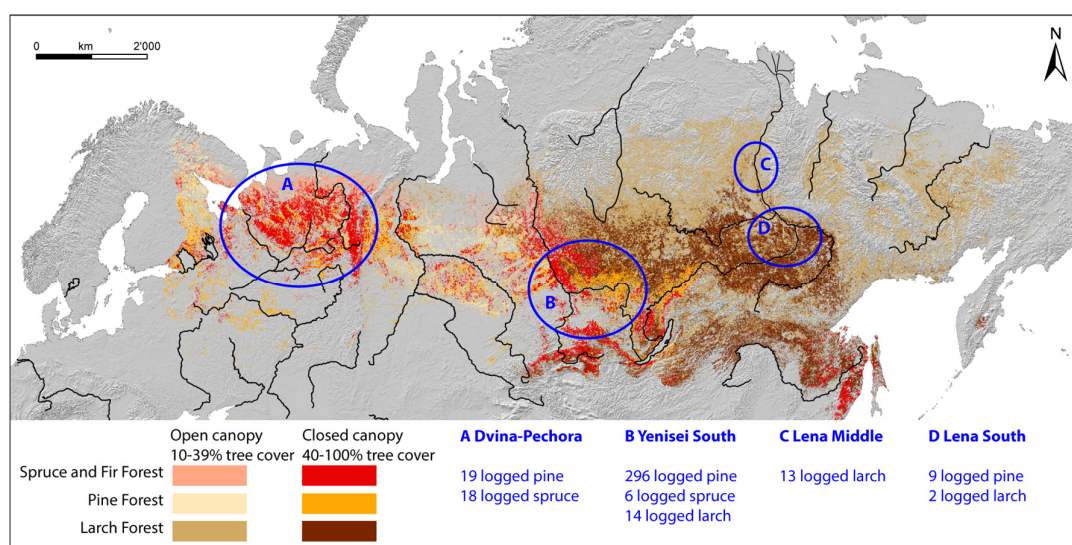 0 km 2'000
N
A
B
C
D
Open canopy Closed canopy
10-39% tree cover 40-100% tree cover
Spruce and Fir Forest
Pine Forest
Larch Forest
A Dvina-Pechora
19 logged pine
18 logged spruce
B Yenisei South
296 logged pine
6 logged spruce
14 logged larch
C Lena Middle
13 logged larch
D Lena South
9 logged pine
2 logged larch